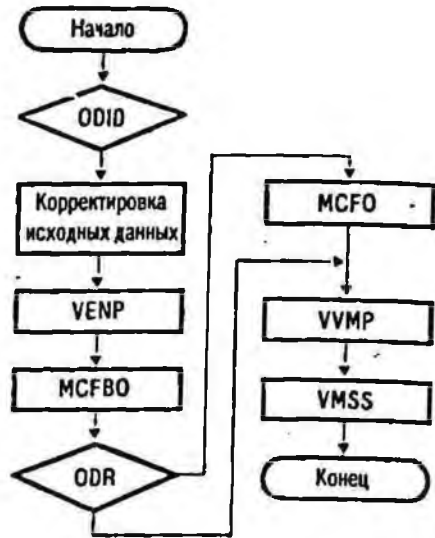 Начало
ODID
Корректировка
исходных данных
VENP
MCFBO
ODR
MCFO
VVMP
VMSS
Конец